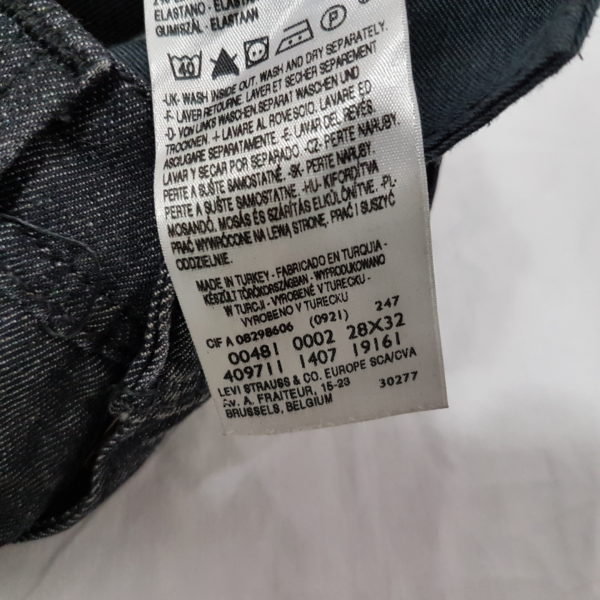 ELASTANO - ELASTAN
GUMISZÁL - ELASTAAN
40
P
-UK- WASH INSIDE OUT. WASH AND DRY SEPARATELY.
-F- LAVER RETOURNE. LAVER ET SECHER SEPAREMENT
-D- VON LINKS WASCHEN.SEPARAT WASCHEN UND
TROCKNEN -I- LAVARE AL ROVESCIO. LAVARE ED
ASCIUGARE SEPARATAMENTE. -E- LAVAR DEL REVÉS
LAVAR Y SECAR POR SEPARADO. -CZ- PERTE NARUBY.
PERTE A SUŠTE SAMOSTATNĚ. -SK- PERTE NARUBY.
PERTE A SUŠTE SAMOSTATNE. -HU- KIFORDÍTVA
MOSANDÓ. MOSÁS ÉS SZÁRÍTÁS ELKÜLÖNÍTVE. -PL-
PRAĆ WYWRÓCONE NA LEWĄ STRONĘ, PRAĆ I SUSZYĆ
ODDZIELNIE.
MADE IN TURKEY - FABRICADO EN TURQUIA -
KÉSZÜLT TÖRÖKORSZÁGBAN - WYPRODUKOWANO
W TURCJI - VYROBENÉ V TURECKU -
VYROBENO V TURECKU
CIF A 08298606 (0921) 247
00481 0002 28X32
409711 1407 19161
LEVI STRAUSS & CO. EUROPE SCA/CVA
Av. A. FRAITEUR, 15-23 30277
BRUSSELS, BELGIUM